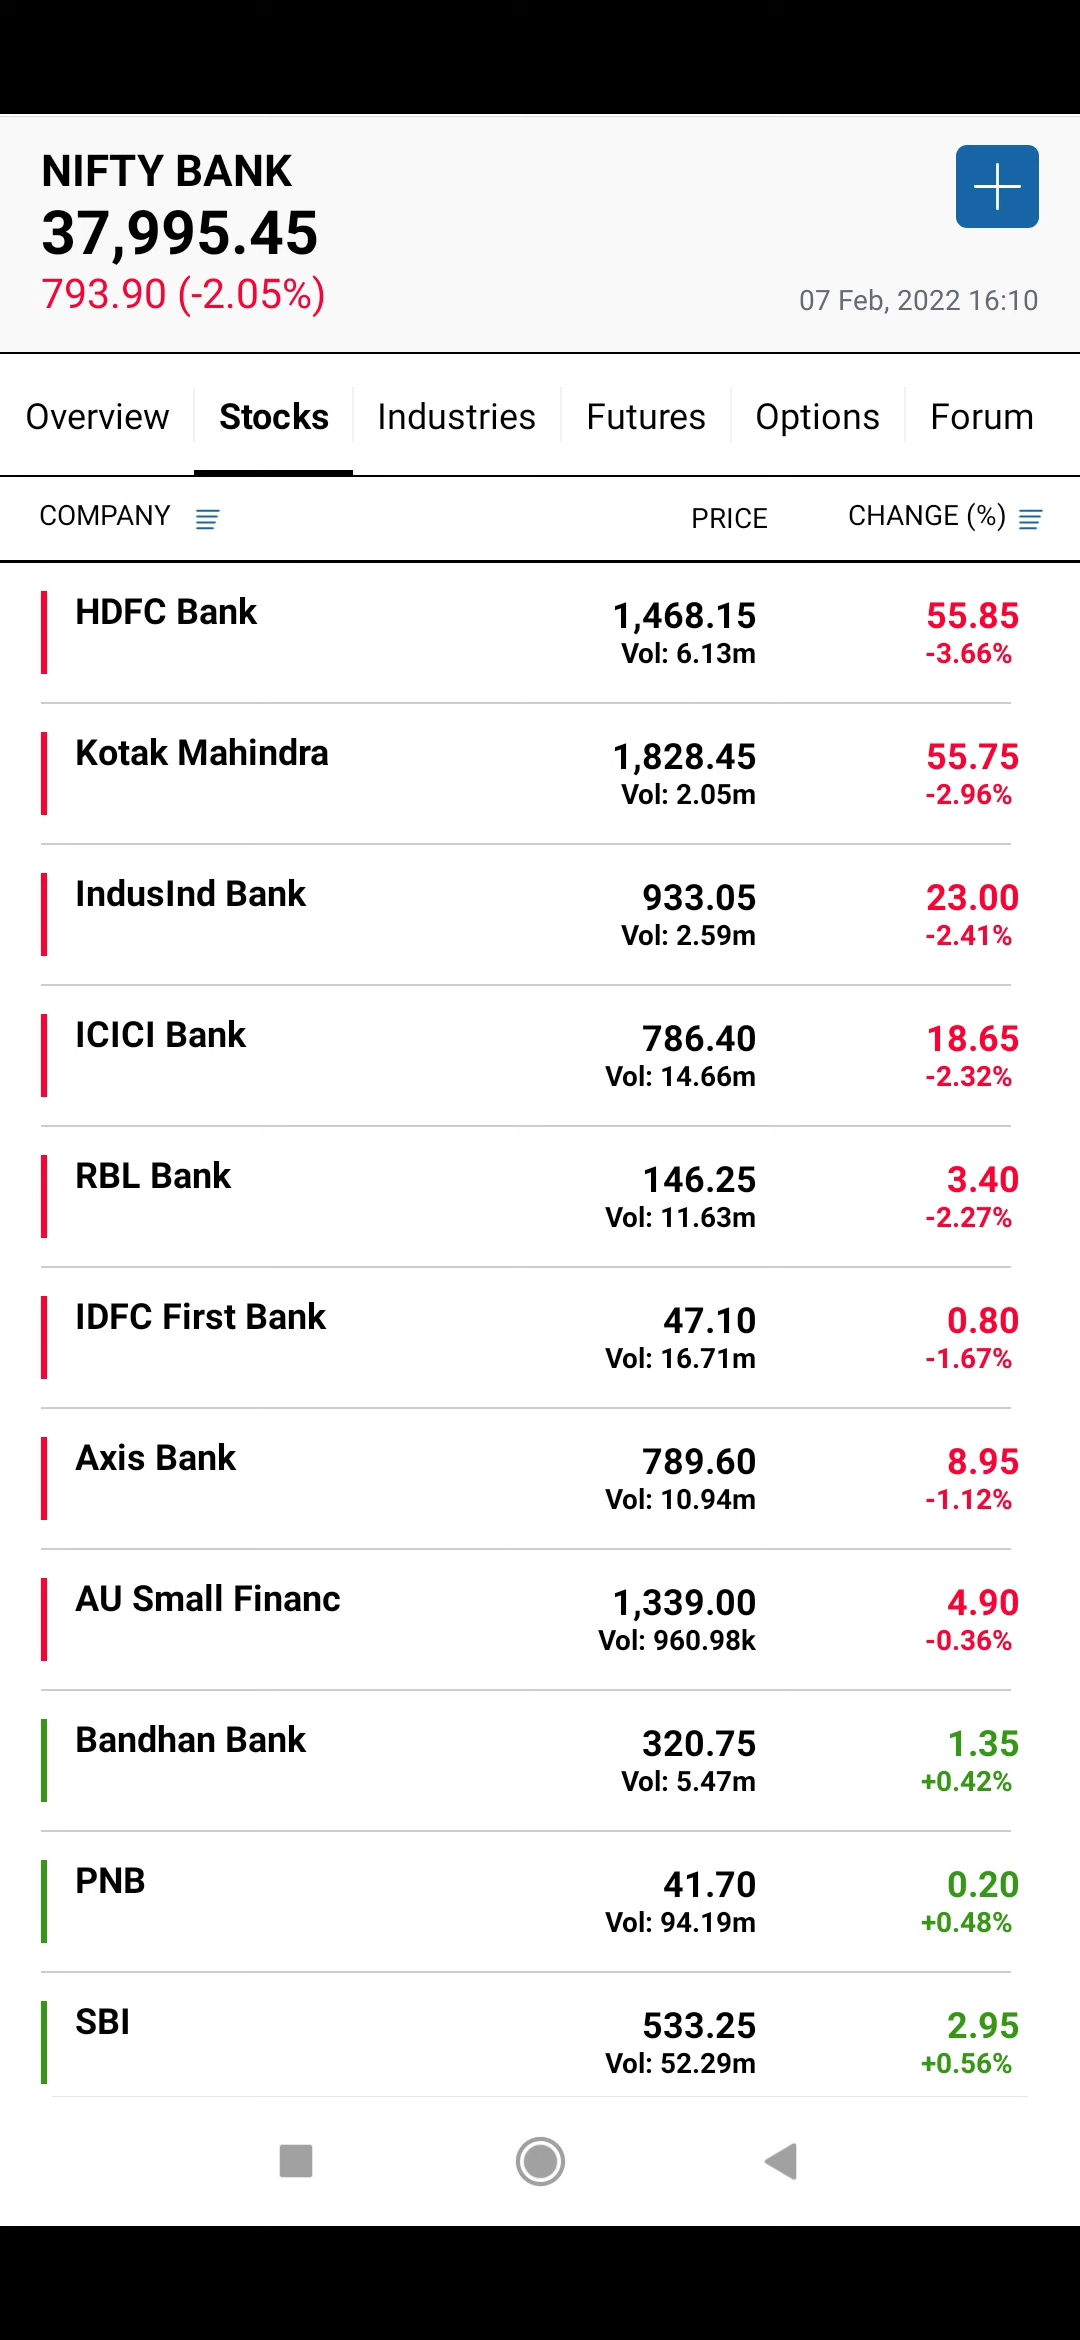 NIFTY BANK
37,995.45
793.90 (-2.05%)
07 Feb, 2022 16:10
Overview Stocks Industries Futures Options Forum
COMPANY PRICE CHANGE (%)
HDFC Bank 1,468.15 55.85
Vol: 6.13m -3.66%
Kotak Mahindra 1,828.45 55.75
Vol: 2.05m -2.96%
IndusInd Bank 933.05 23.00
Vol: 2.59m -2.41%
ICICI Bank 786.40 18.65
Vol: 14.66m -2.32%
RBL Bank 146.25 3.40
Vol: 11.63m -2.27%
IDFC First Bank 47.10 0.80
Vol: 16.71m -1.67%
Axis Bank 789.60 8.95
Vol: 10.94m -1.12%
AU Small Financ 1,339.00 4.90
Vol: 960.98k -0.36%
Bandhan Bank 320.75 1.35
Vol: 5.47m +0.42%
PNB 41.70 0.20
Vol: 94.19m +0.48%
SBI 533.25 2.95
Vol: 52.29m +0.56%